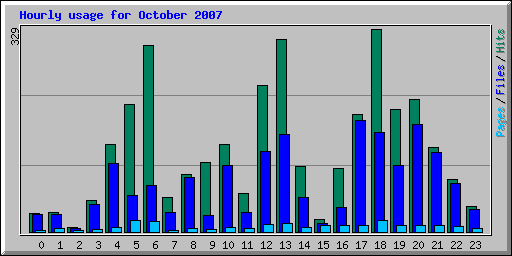 Hourly usage for October 2007
329
Pages/Files/Hits
0 1 2 3 4 5 6 7 8 9 10 11 12 13 14 15 16 17 18 19 20 21 22 23